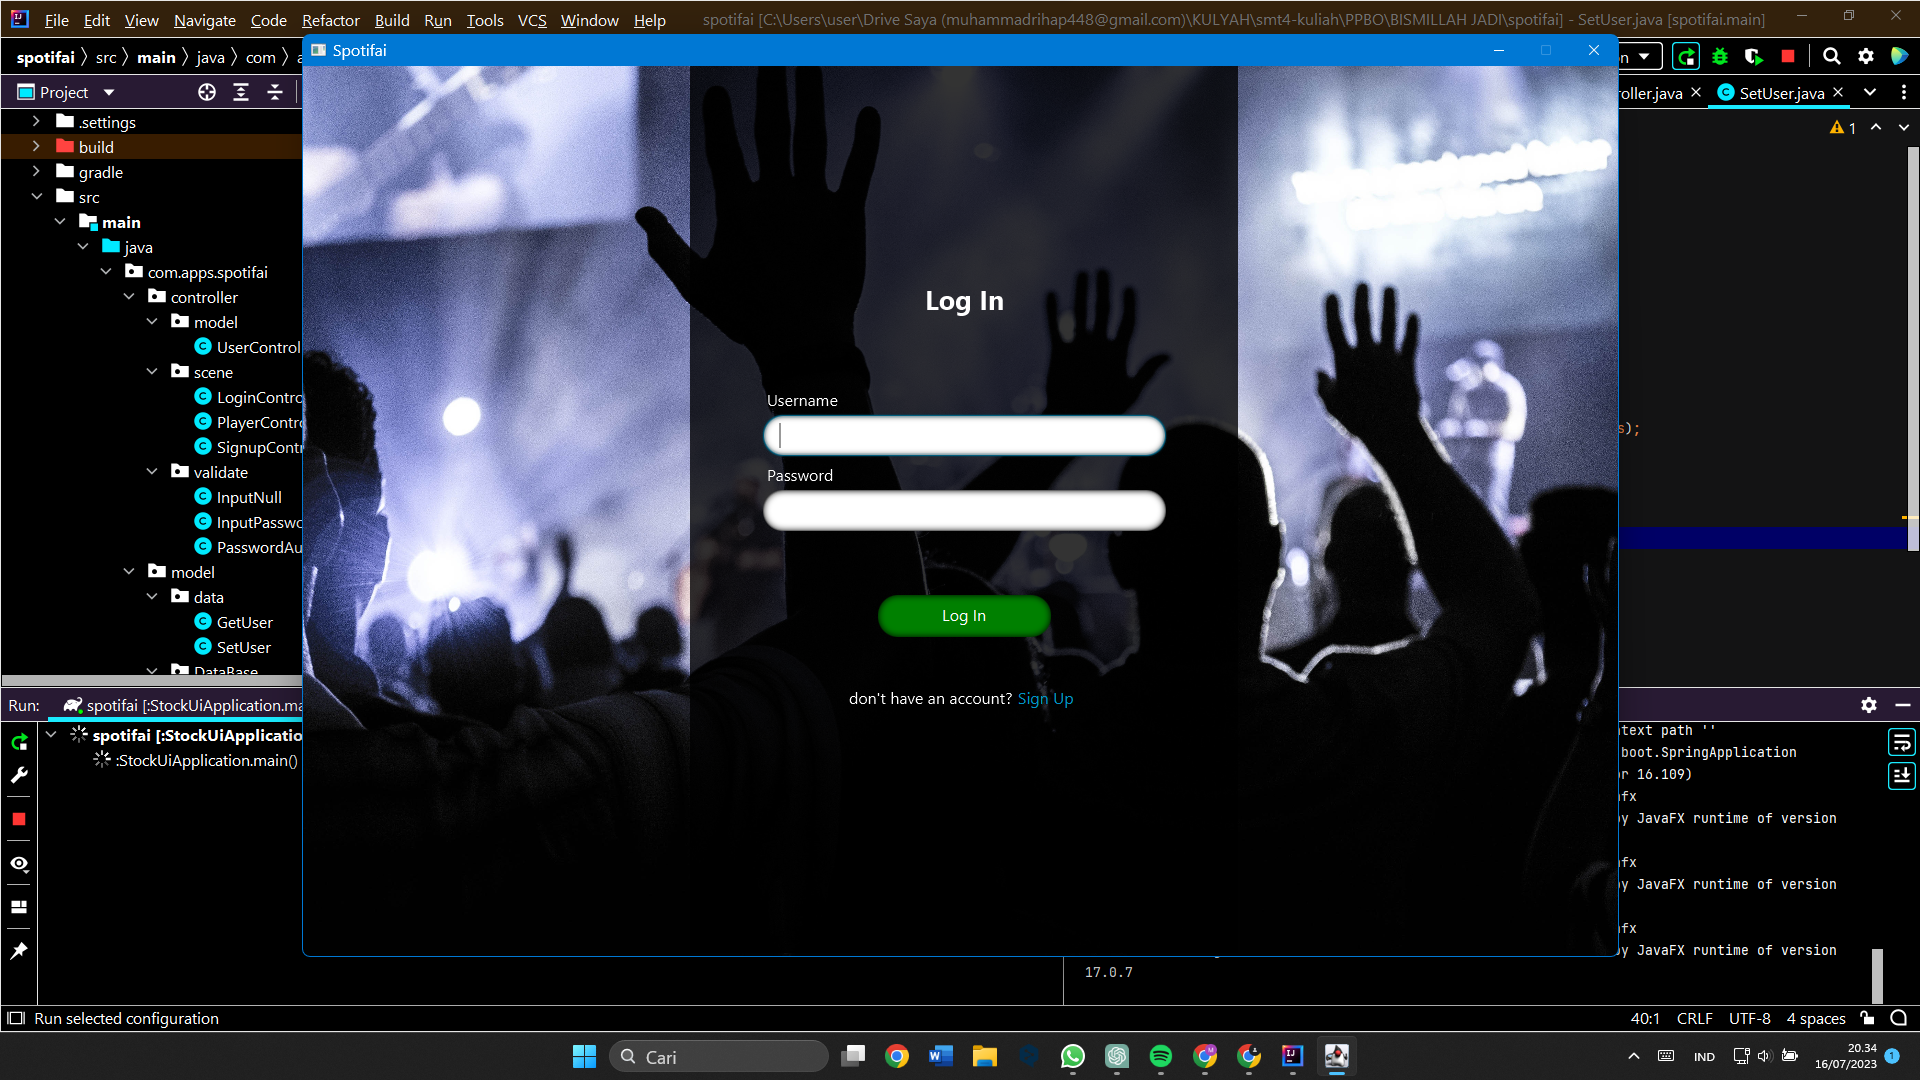 File Edit View Navigate Code Refactor Build Run Tools VCS Window Help spotifai [C:\Users\user\Drive Saya (muhammadrihap448@gmail.com)\KULYAH\smt4-kuliah\PPBO\BISMILLAH JADI\spotifai] - SetUser.java [spotifai.main]
spotifai src main java com
Spotifai
Project
oller.java SetUser.java
1
.settings
build
gradle
src
main
java
com.apps.spotifai
controller
model
UserControl
scene
LoginContro
PlayerContr
SignupContr
validate
InputNull
InputPasswo
PasswordAu
model
data
GetUser
SetUser
DataBase
s);
Log In
Username
Password
Log In
don't have an account? Sign Up
Run: spotifai [:StockUiApplication.ma
spotifai [:StockUiApplicatio
:StockUiApplication.main()
text path ''
boot.SpringApplication
or 16.109)
fx
y JavaFX runtime of version
fx
y JavaFX runtime of version
fx
y JavaFX runtime of version
17.0.7
Run selected configuration
40:1 CRLF UTF-8 4 spaces
Cari
IND
20.34
16/07/2023
1